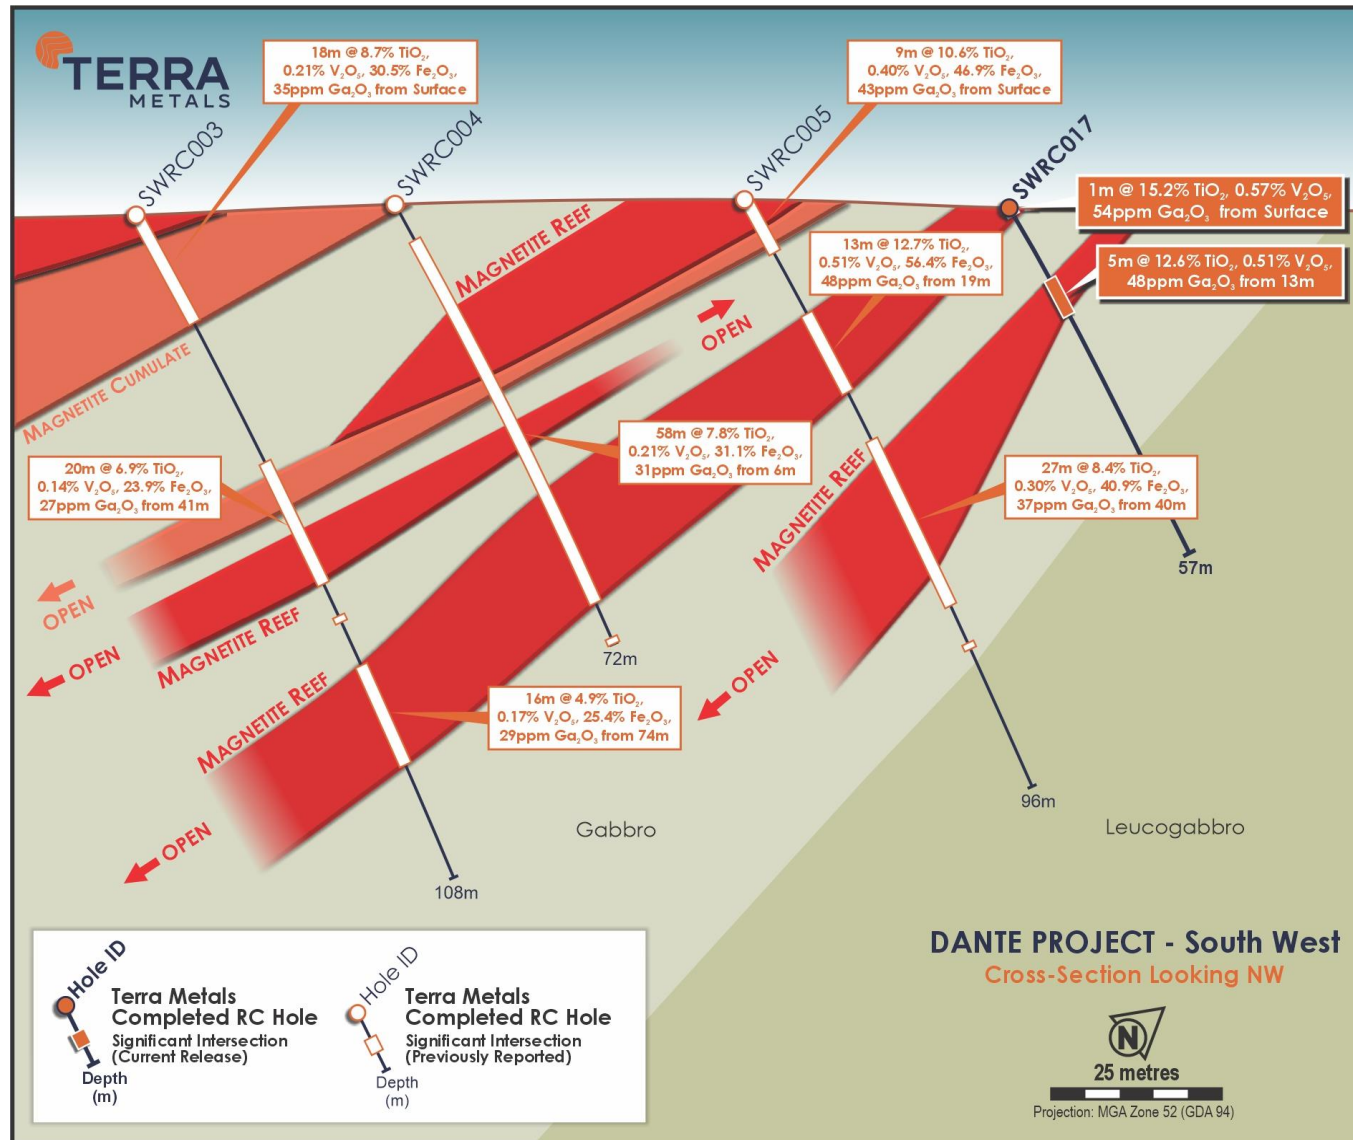 TERRA
METALS
18m @ 8.7% TiO₂,
0.21% V₂O₅, 30.5% Fe₂O₃,
35ppm Ga₂O₃ from Surface
9m @ 10.6% TiO₂,
0.40% V₂O₅, 46.9% Fe₂O₃,
43ppm Ga₂O₃ from Surface
SWRC003
SWRC004
SWRC005
SWRC017
1m @ 15.2% TiO₂, 0.57% V₂O₅,
54ppm Ga₂O₃ from Surface
5m @ 12.6% TiO₂, 0.51% V₂O₅,
48ppm Ga₂O₃ from 13m
13m @ 12.7% TiO₂,
0.51% V₂O₅, 56.4% Fe₂O₃,
48ppm Ga₂O₃ from 19m
MAGNETITE REEF
OPEN
MAGNETITE CUMULATE
20m @ 6.9% TiO₂,
0.14% V₂O₅, 23.9% Fe₂O₃,
27ppm Ga₂O₃ from 41m
58m @ 7.8% TiO₂,
0.21% V₂O₅, 31.1% Fe₂O₃,
31ppm Ga₂O₃ from 6m
MAGNETITE REEF
27m @ 8.4% TiO₂,
0.30% V₂O₅, 40.9% Fe₂O₃,
37ppm Ga₂O₃ from 40m
57m
OPEN
OPEN
MAGNETITE REEF
72m
OPEN
MAGNETITE REEF
16m @ 4.9% TiO₂,
0.17% V₂O₅, 25.4% Fe₂O₃,
29ppm Ga₂O₃ from 74m
OPEN
108m
96m
Gabbro
Leucogabbro
Hole ID
Terra Metals
Completed RC Hole
Significant Intersection
(Current Release)
Depth
(m)
Hole ID
Terra Metals
Completed RC Hole
Significant Intersection
(Previously Reported)
Depth
(m)
DANTE PROJECT - South West
Cross-Section Looking NW
N
25 metres
Projection: MGA Zone 52 (GDA 94)